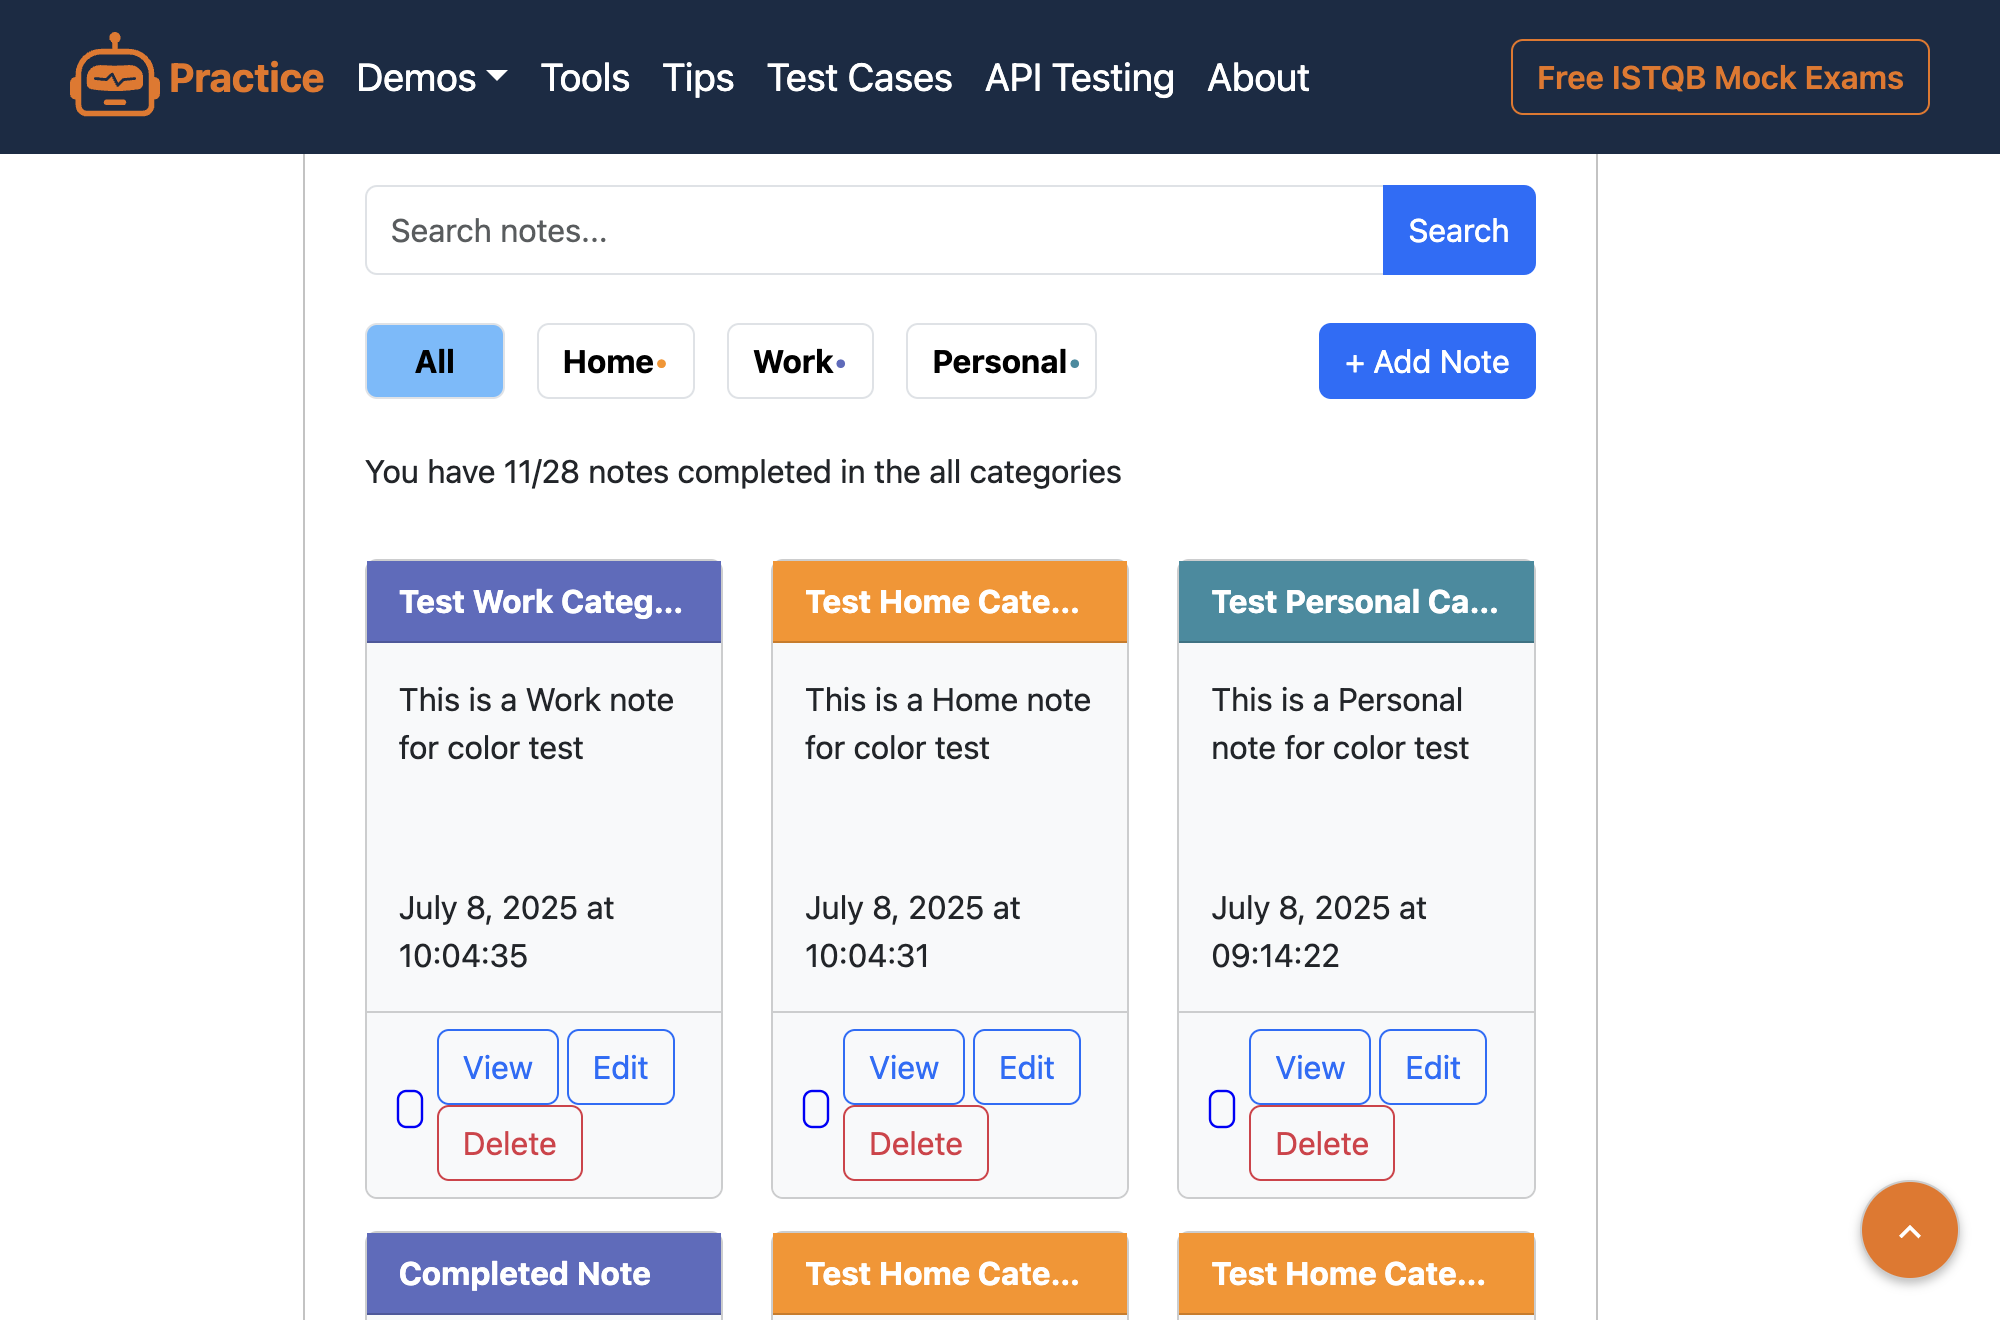 Practice Demos Tools Tips Test Cases API Testing About Free ISTQB Mock Exams
Search notes... Search
All Home Work Personal + Add Note
You have 11/28 notes completed in the all categories
Test Work Categ...
This is a Work note
for color test
July 8, 2025 at
10:04:35
View Edit
Delete
Test Home Cate...
This is a Home note
for color test
July 8, 2025 at
10:04:31
View Edit
Delete
Test Personal Ca...
This is a Personal
note for color test
July 8, 2025 at
09:14:22
View Edit
Delete
Completed Note
Test Home Cate...
Test Home Cate...